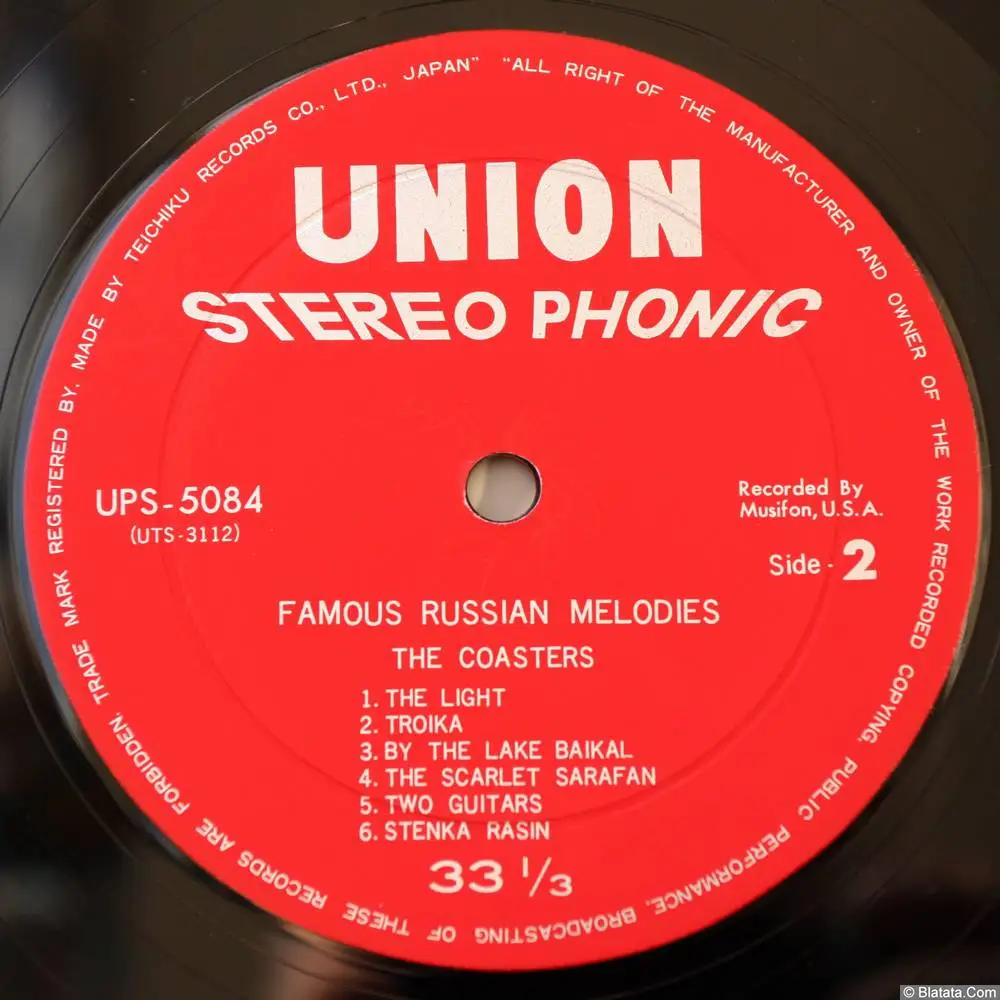 "ALL RIGHT OF THE MANUFACTURER AND OWNER OF THE WORK RECORDED COPYING, PUBLIC PERFORMANCE, BROADCASTING OF THESE RECORDS ARE FORBIDDEN, TRADE MARK REGISTERED BY. MADE BY TEICHIKU RECORDS CO., LTD., JAPAN"
UNION
STEREO PHONIC
UPS-5084
(UTS-3112)
Recorded By
Musifon, U.S.A.
Side - 2
FAMOUS RUSSIAN MELODIES
THE COASTERS
1. THE LIGHT
2. TROIKA
3. BY THE LAKE BAIKAL
4. THE SCARLET SARAFAN
5. TWO GUITARS
6. STENKA RASIN
33 1/3
© Blatata.Com